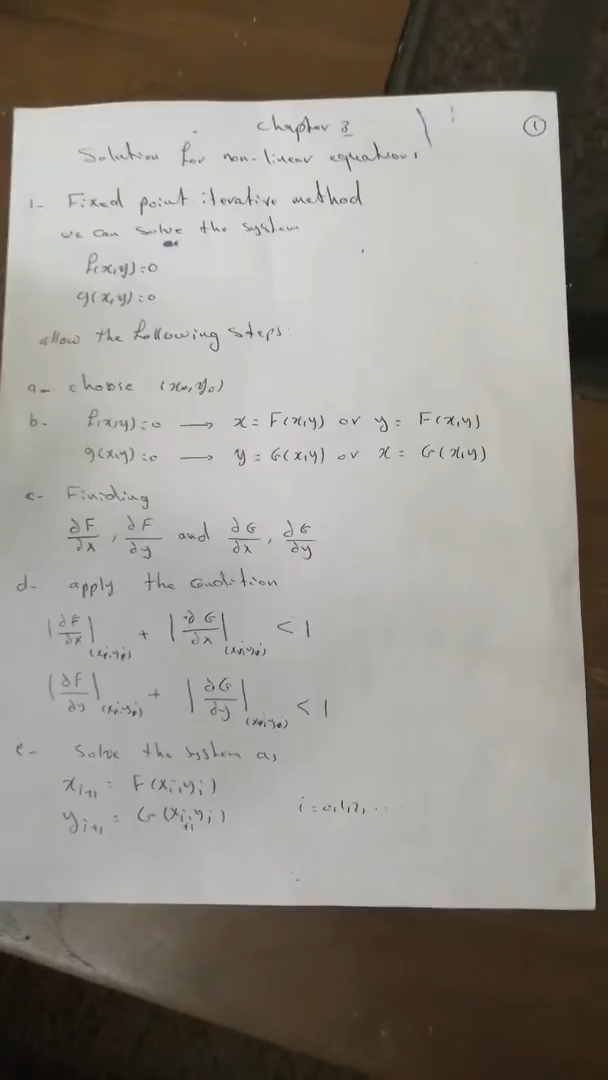 Chapter 3
①
Solution for non-linear equations
1- Fixed point iterative method
we can solve the system
f(x,y)=0
g(x,y)=0
allow the following steps:
a- choose (x₀,y₀)
b- f(x,y)=0 → x = F(x,y) or y = F(x,y)
g(x,y)=0 → y = G(x,y) or x = G(x,y)
c- Finiding
∂F/∂x , ∂F/∂y and ∂G/∂x , ∂G/∂y
d- apply the condition
|∂F/∂x|(xᵢ,yᵢ) + |∂G/∂x|(xᵢ,yᵢ) < 1
|∂F/∂y|(xᵢ,yᵢ) + |∂G/∂y|(xᵢ,yᵢ) < 1
e- Solve the system as
xᵢ₊₁ = F(xᵢ,yᵢ)
yᵢ₊₁ = G(xᵢ₊₁,yᵢ) i=0,1,2,....